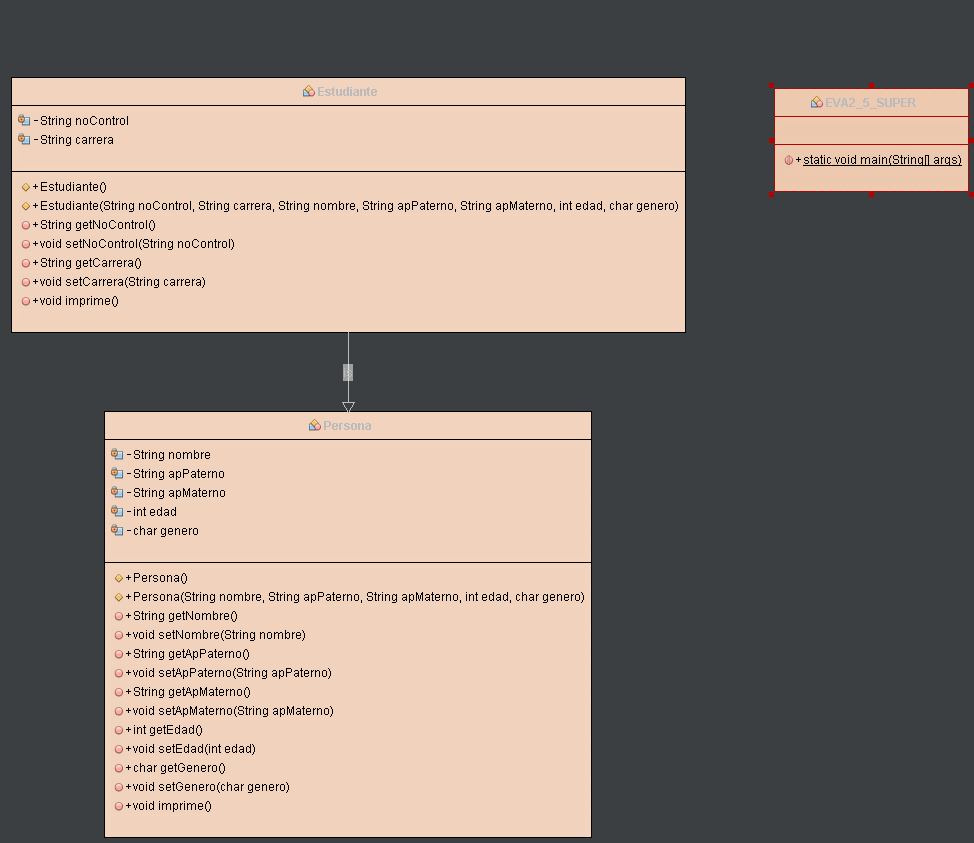 Estudiante
-String noControl
-String carrera
+Estudiante()
+Estudiante(String noControl, String carrera, String nombre, String apPaterno, String apMaterno, int edad, char genero)
+String getNoControl()
+void setNoControl(String noControl)
+String getCarrera()
+void setCarrera(String carrera)
+void imprime()
EVA2_5_SUPER
+static void main(String[] args)
Persona
-String nombre
-String apPaterno
-String apMaterno
-int edad
-char genero
+Persona()
+Persona(String nombre, String apPaterno, String apMaterno, int edad, char genero)
+String getNombre()
+void setNombre(String nombre)
+String getApPaterno()
+void setApPaterno(String apPaterno)
+String getApMaterno()
+void setApMaterno(String apMaterno)
+int getEdad()
+void setEdad(int edad)
+char getGenero()
+void setGenero(char genero)
+void imprime()